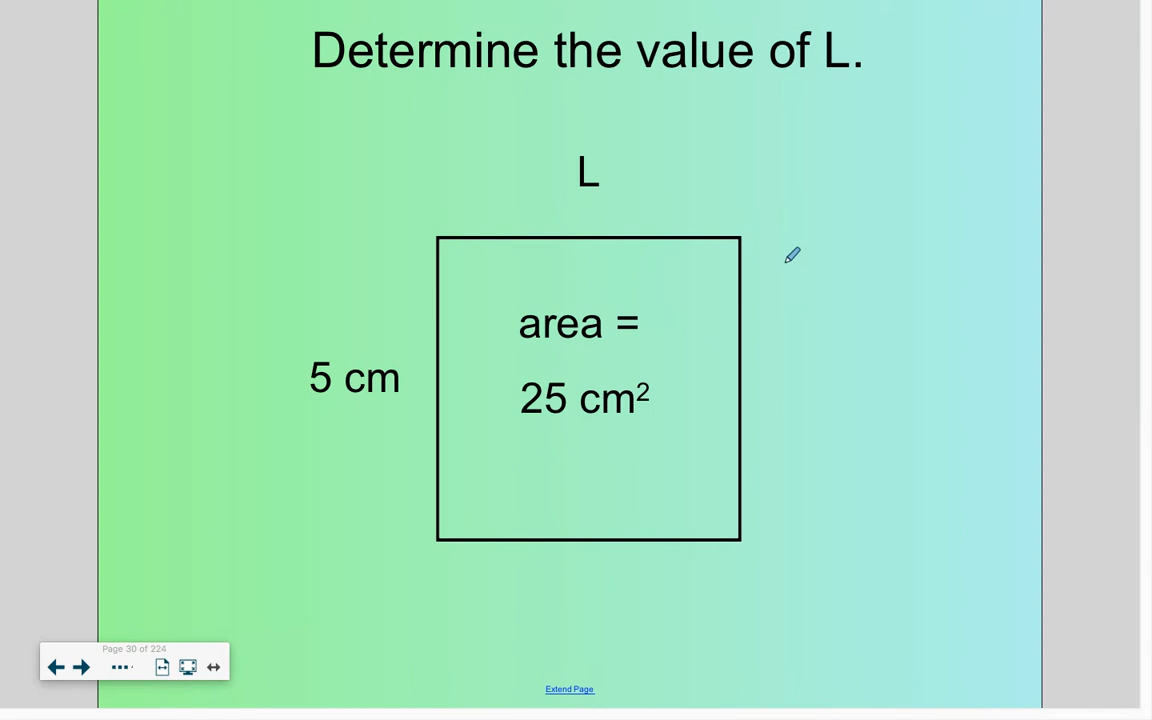 Determine the value of L.
L
area =
5 cm
25 cm²
Page 30 of 224
Extend Page